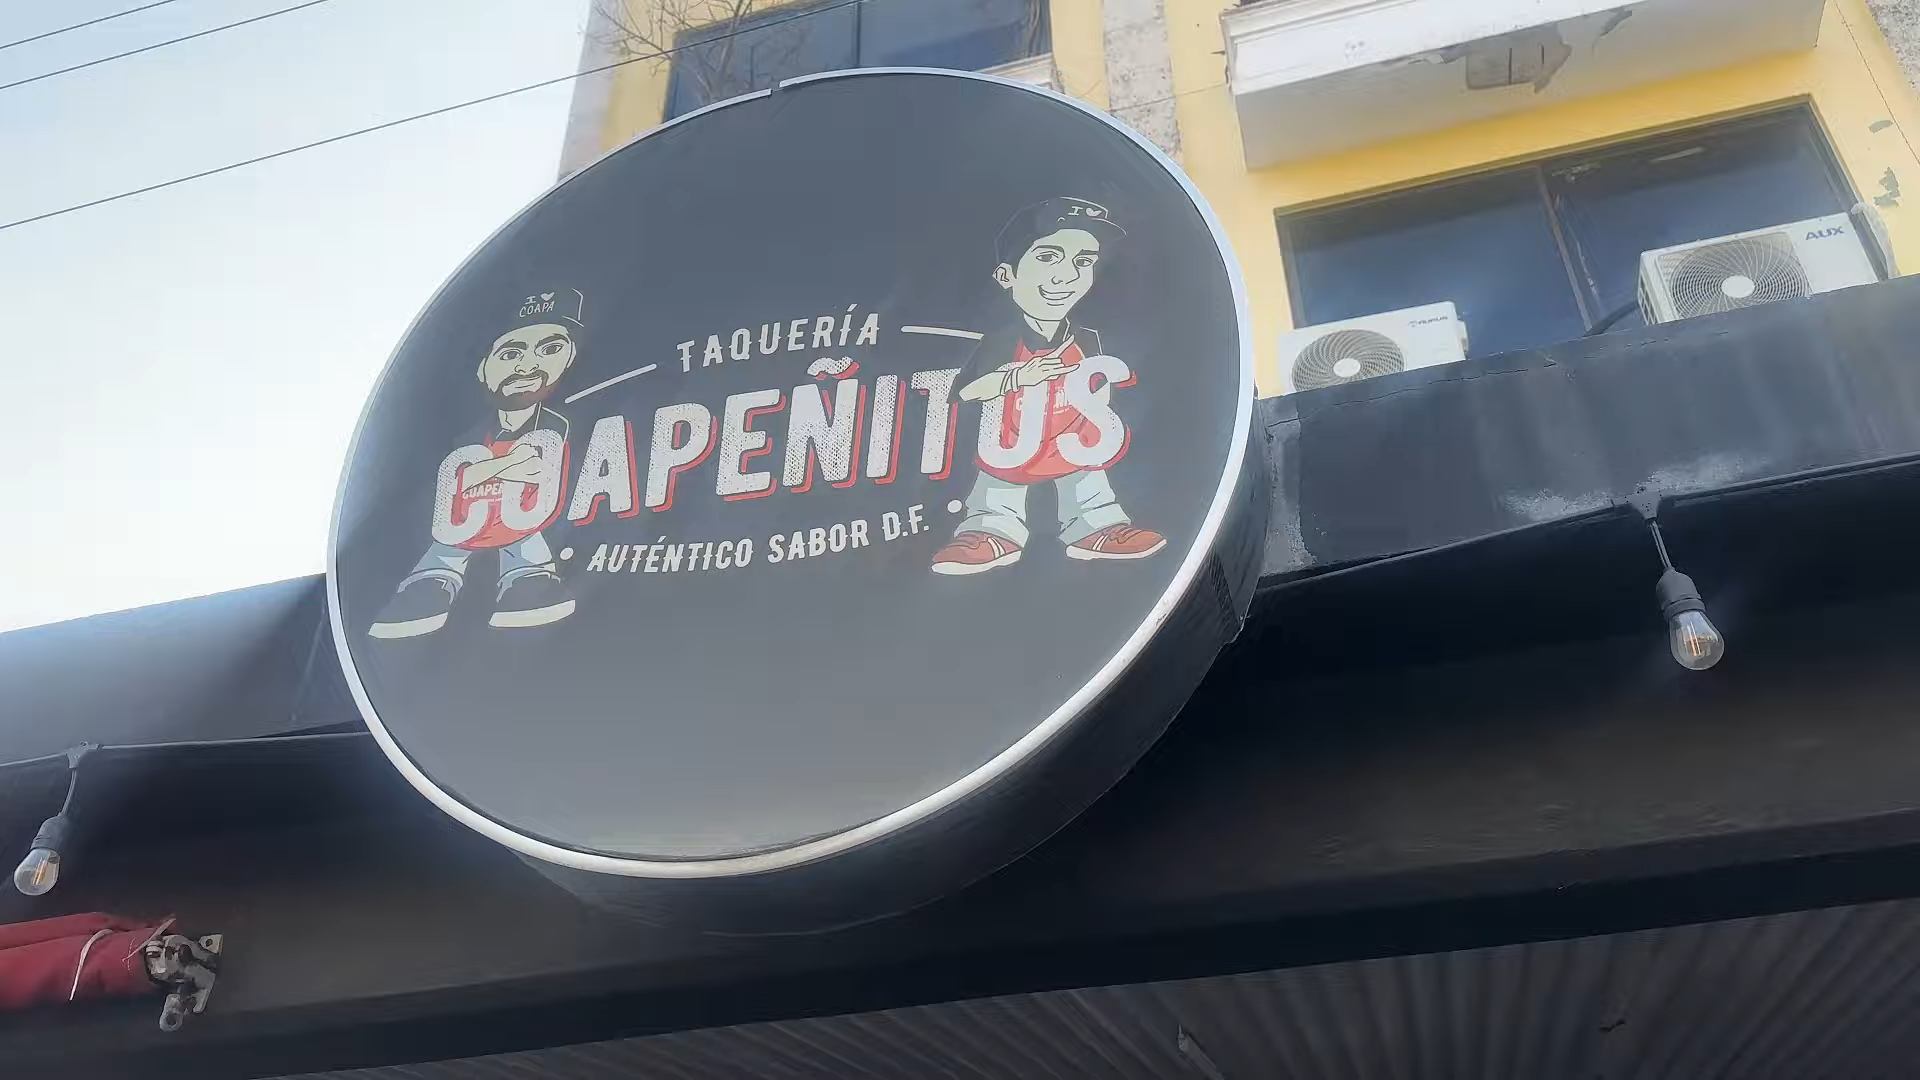 I ♥
I ♥
COAPA
TAQUERÍA
COAPEÑITOS
• AUTÉNTICO SABOR D.F. •
AUX